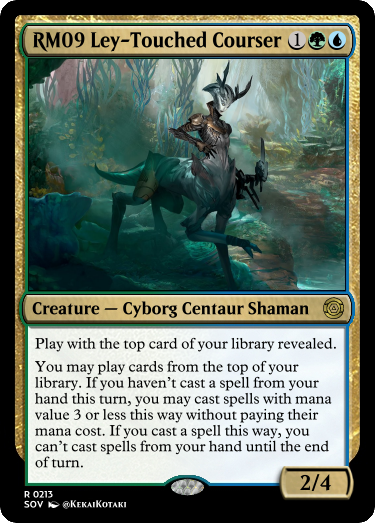 RM09 Ley-Touched Courser 1
Creature — Cyborg Centaur Shaman
Play with the top card of your library revealed.
You may play cards from the top of your
library. If you haven't cast a spell from your
hand this turn, you may cast spells with mana
value 3 or less this way without paying their
mana cost. If you cast a spell this way, you
can't cast spells from your hand until the end
of turn.
2/4
R 0213
SOV @KekaiKotaki